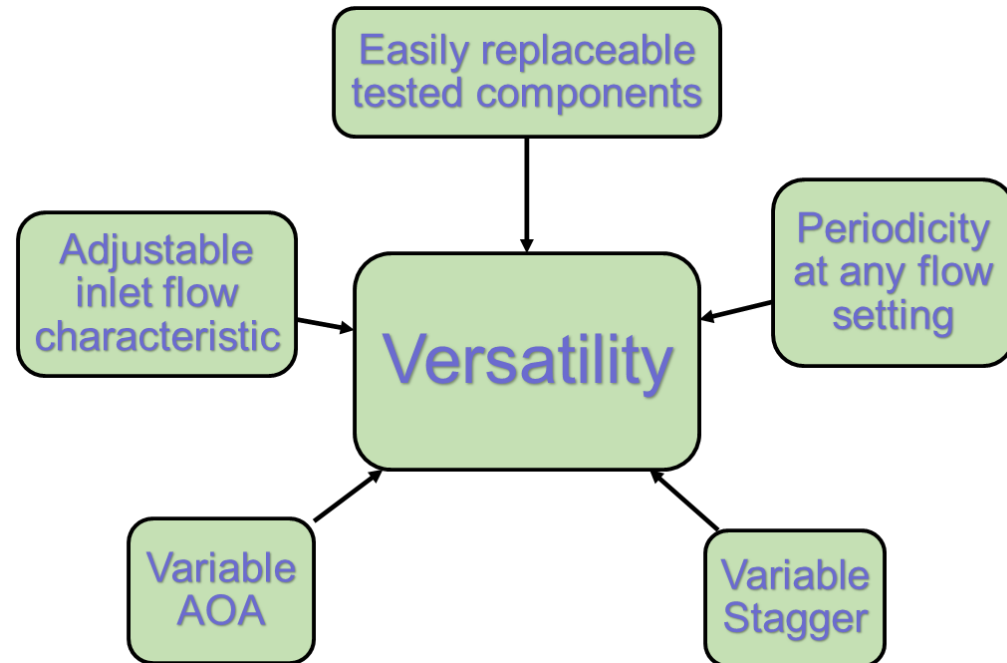 Easily replaceable
tested components
Adjustable
inlet flow
characteristic
Periodicity
at any flow
setting
Versatility
Variable
AOA
Variable
Stagger